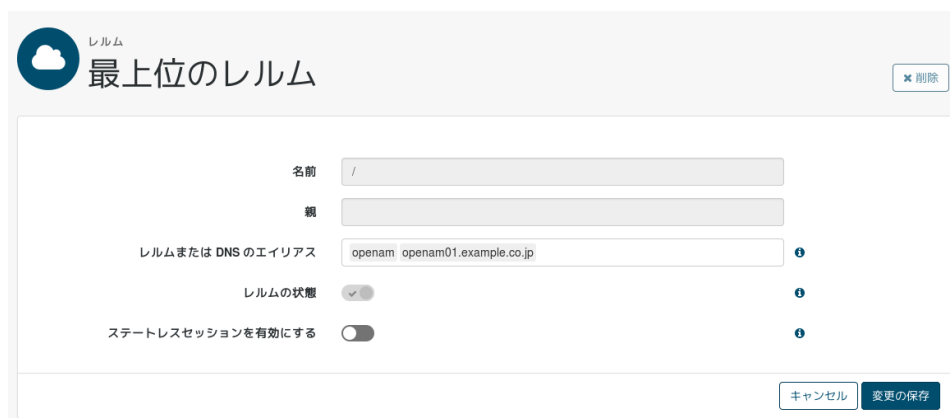 レルム
最上位のレルム
✖ 削除
名前 /
親
レルムまたは DNS のエイリアス openam openam01.example.co.jp
レルムの状態
ステートレスセッションを有効にする
キャンセル 変更の保存